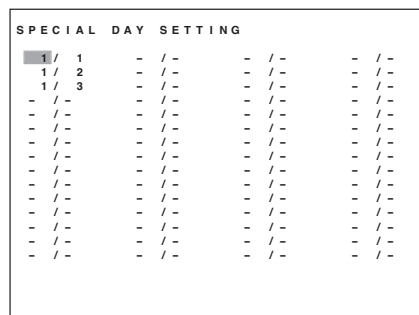 SPECIAL DAY SETTING
1/ 1 - /- - /- - /-
1/ 2 - /- - /- - /-
1/ 3 - /- - /- - /-
- /- - /- - /- - /-
- /- - /- - /- - /-
- /- - /- - /- - /-
- /- - /- - /- - /-
- /- - /- - /- - /-
- /- - /- - /- - /-
- /- - /- - /- - /-
- /- - /- - /- - /-
- /- - /- - /- - /-
- /- - /- - /- - /-
- /- - /- - /- - /-
- /- - /- - /- - /-